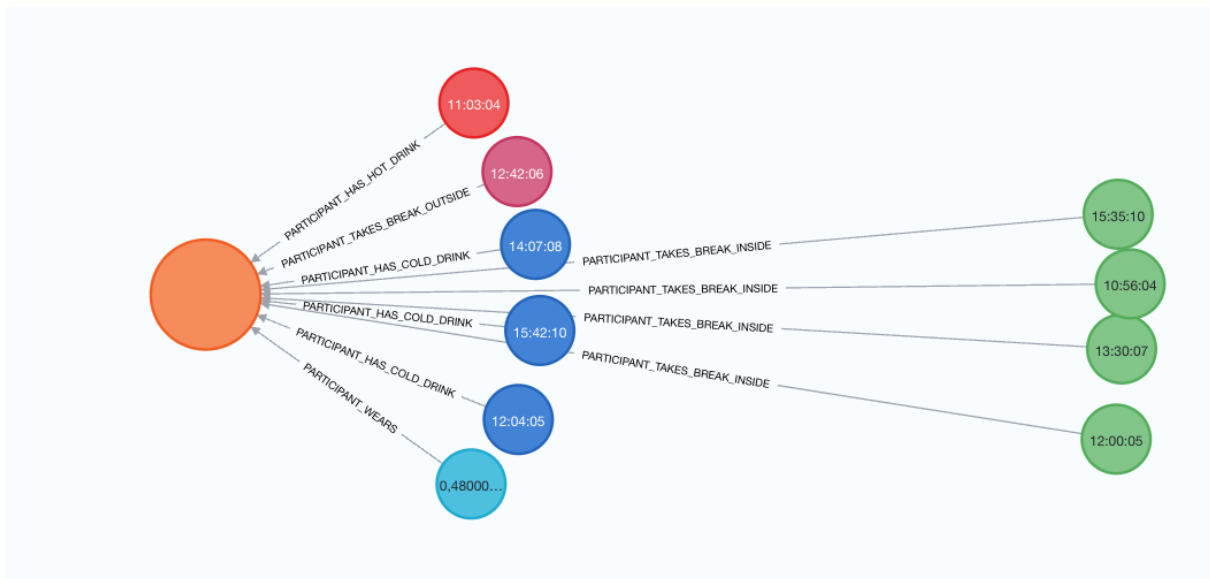 11:03:04
PARTICIPANT_HAS_HOT_DRINK
12:42:06
PARTICIPANT_TAKES_BREAK_OUTSIDE
14:07:08
PARTICIPANT_HAS_COLD_DRINK
15:35:10
PARTICIPANT_TAKES_BREAK_INSIDE
10:56:04
PARTICIPANT_TAKES_BREAK_INSIDE
15:42:10
PARTICIPANT_HAS_COLD_DRINK
13:30:07
PARTICIPANT_TAKES_BREAK_INSIDE
12:00:05
PARTICIPANT_TAKES_BREAK_INSIDE
12:04:05
PARTICIPANT_HAS_COLD_DRINK
PARTICIPANT_WEARS
0,48000…